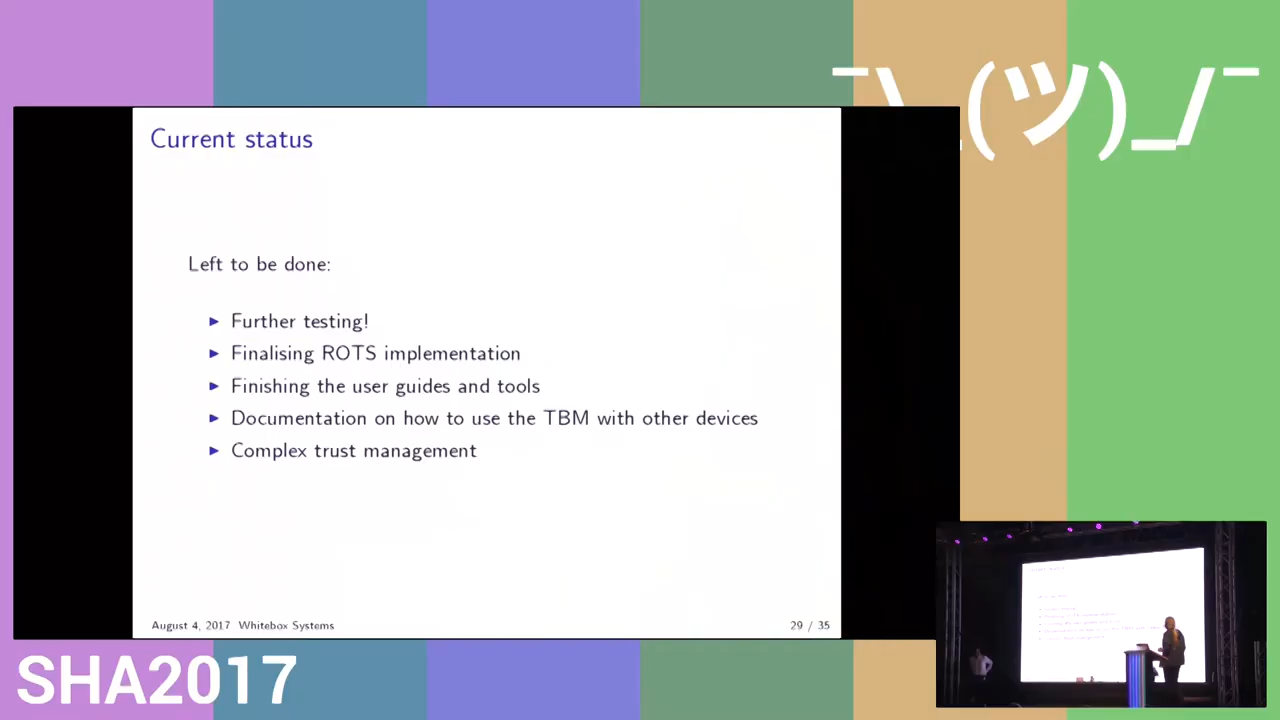 ¯\_(ツ)_/¯
Current status
Left to be done:
Further testing!
Finalising ROTS implementation
Finishing the user guides and tools
Documentation on how to use the TBM with other devices
Complex trust management
August 4, 2017 Whitebox Systems
29 / 35
SHA2017